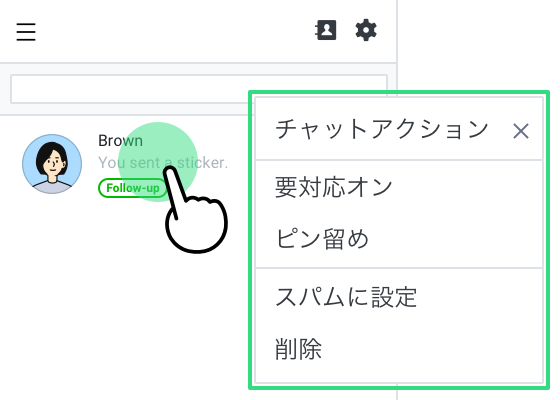 Brown
You sent a sticker.
Follow-up
チャットアクション
要対応オン
ピン留め
スパムに設定
削除